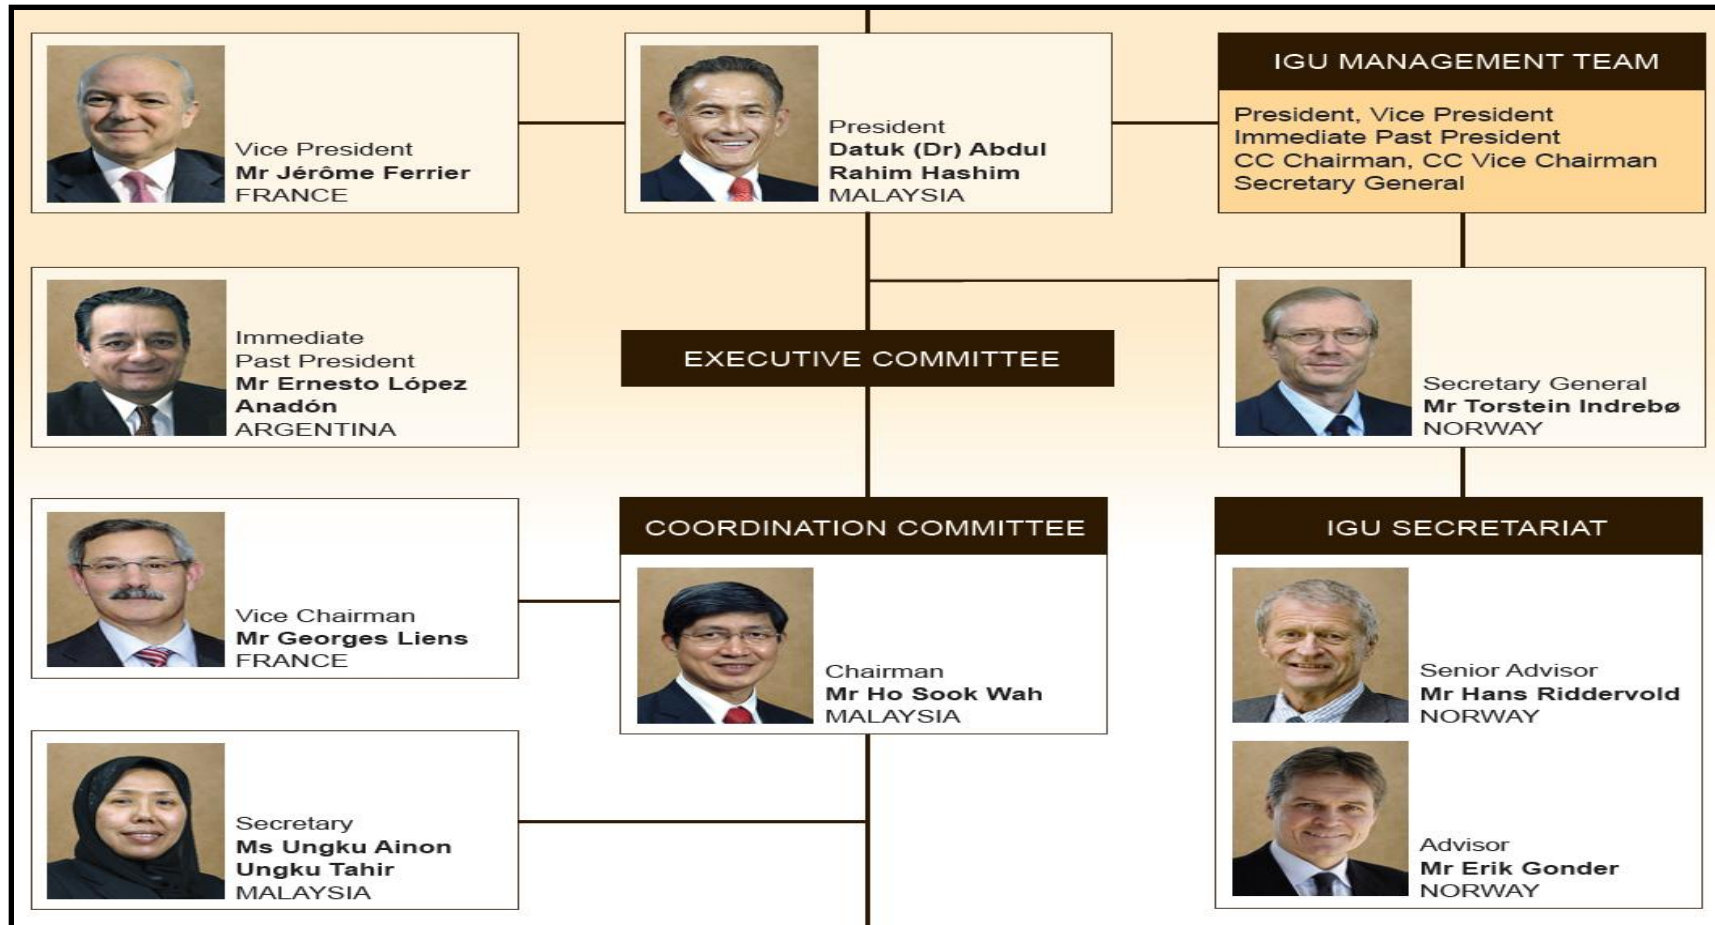 Vice President
Mr Jérôme Ferrier
FRANCE
President
Datuk (Dr) Abdul
Rahim Hashim
MALAYSIA
IGU MANAGEMENT TEAM
President, Vice President
Immediate Past President
CC Chairman, CC Vice Chairman
Secretary General
Immediate
Past President
Mr Ernesto López
Anadón
ARGENTINA
EXECUTIVE COMMITTEE
Secretary General
Mr Torstein Indrebø
NORWAY
Vice Chairman
Mr Georges Liens
FRANCE
COORDINATION COMMITTEE
Chairman
Mr Ho Sook Wah
MALAYSIA
IGU SECRETARIAT
Senior Advisor
Mr Hans Riddervold
NORWAY
Secretary
Ms Ungku Ainon
Ungku Tahir
MALAYSIA
Advisor
Mr Erik Gonder
NORWAY